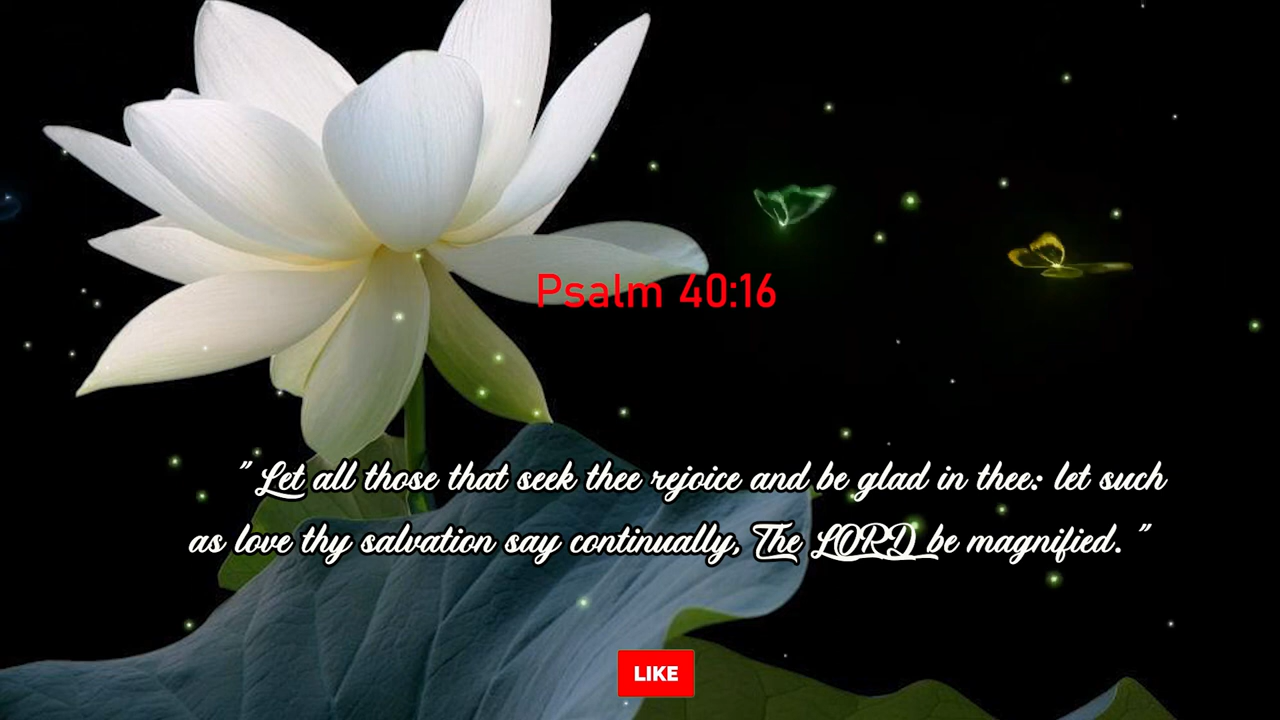 Psalm 40:16
" Let all those that seek thee rejoice and be glad in thee: let such
as love thy salvation say continually, The LORD be magnified. "
LIKE